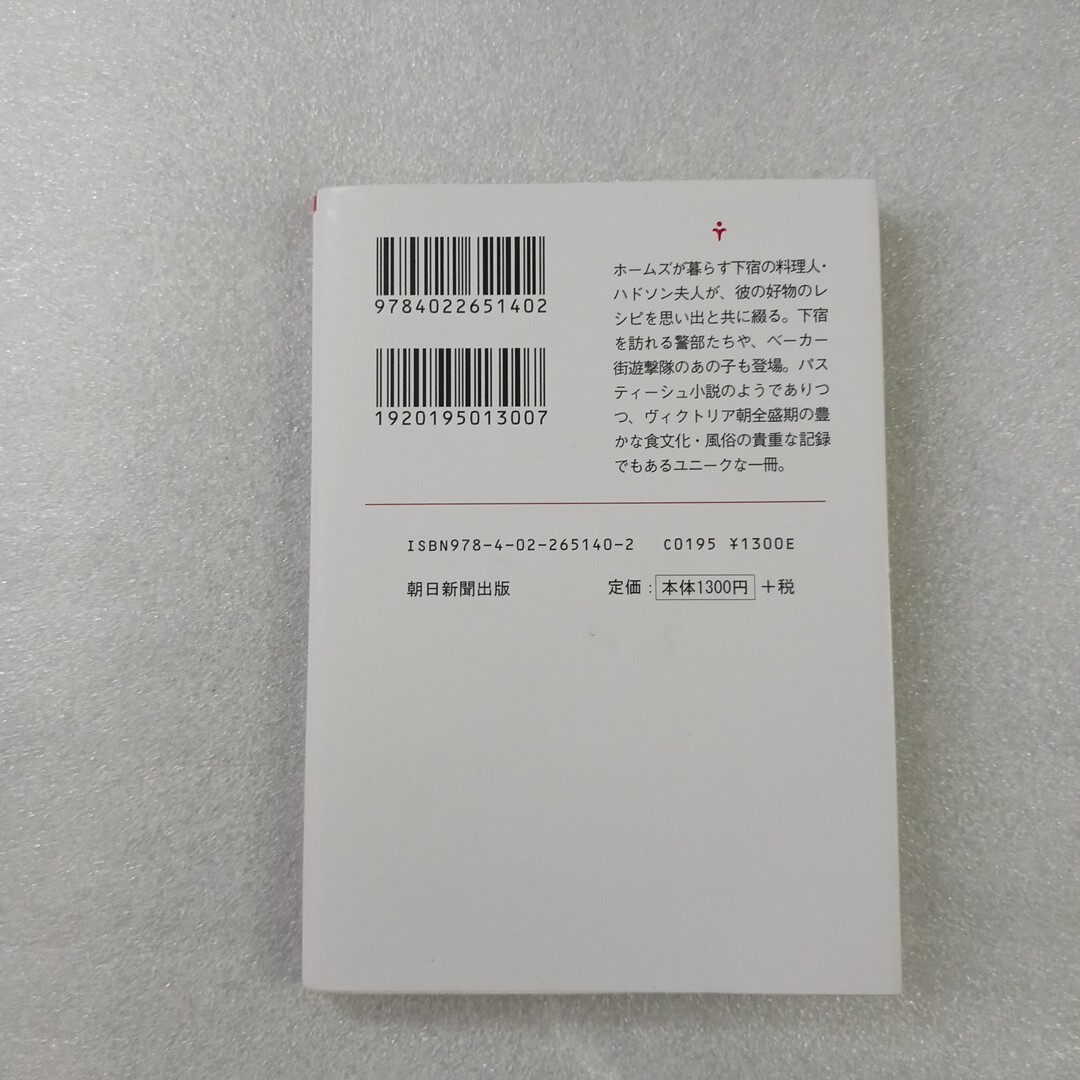 9784022651402
1920195013007
ホームズが暮らす下宿の料理人・
ハドソン夫人が、彼の好物のレ
シピを思い出と共に綴る。下宿
を訪れる警部たちや、ベーカー
街遊撃隊のあの子も登場。パス
ティーシュ小説のようでありつ
つ、ヴィクトリア朝全盛期の豊
かな食文化・風俗の貴重な記録
でもあるユニークな一冊。
ISBN978-4-02-265140-2 C0195 ¥1300E
朝日新聞出版 定価：本体1300円+税